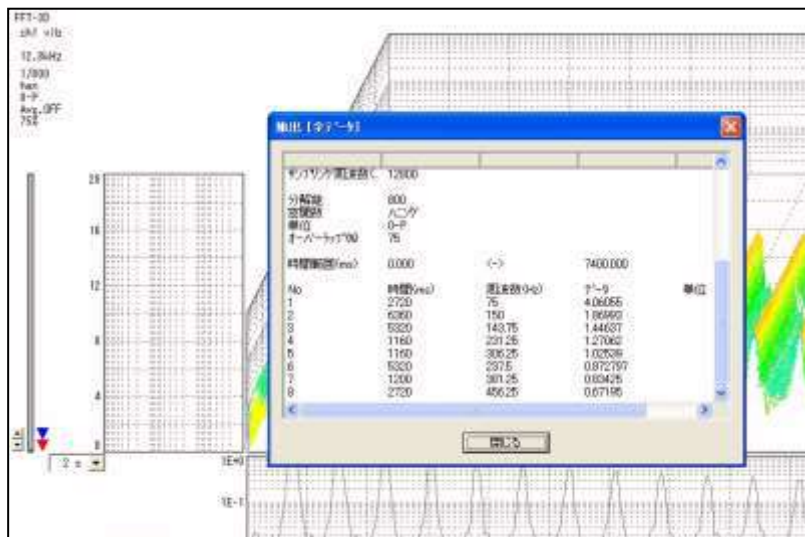 FFT-3D
12.8kHz
1/800
han
0-P
Avg.OFF
75%
20
16
12
8
4
0
2 s
1E+0
1E-1
抽出【全データ】
サンプリング周波数(
12800
分解能 800
窓関数 ハニング
単位 0-P
オーバーラップ(%) 75
時間範囲(ms) 0.000 <-> 7400.000
No 時間(ms) 周波数(Hz) データ 単位
1 2720 75 4.06055
2 6360 150 1.86993
3 5320 143.75 1.44637
4 1160 231.25 1.27062
5 1160 306.25 1.02539
6 5320 237.5 0.872797
7 1200 381.25 0.83425
8 2720 456.25 0.67195
閉じる